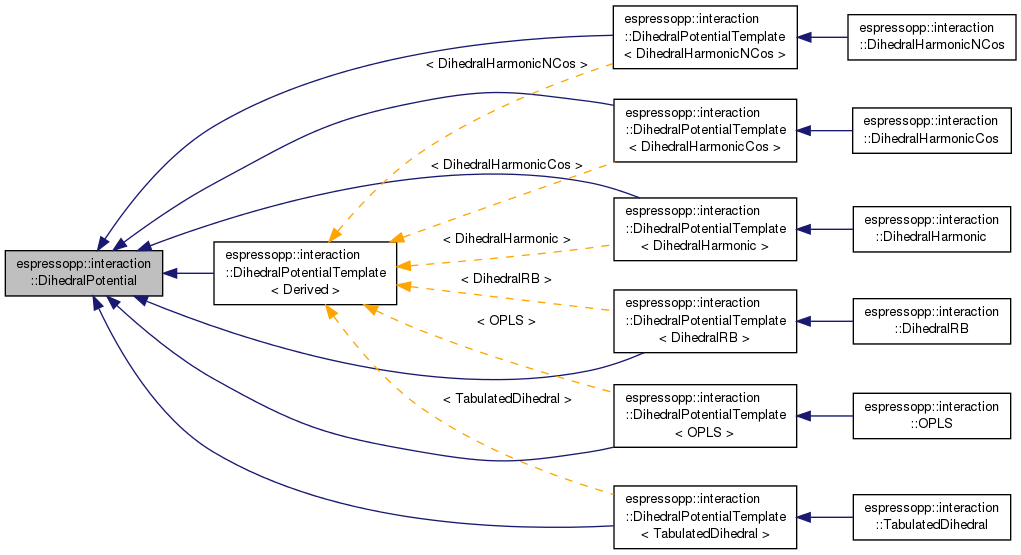 espressopp::interaction
::DihedralPotential
espressopp::interaction
::DihedralPotentialTemplate
< Derived >
< DihedralHarmonicNCos >
< DihedralHarmonicCos >
< DihedralHarmonic >
< DihedralRB >
< OPLS >
< TabulatedDihedral >
espressopp::interaction
::DihedralPotentialTemplate
< DihedralHarmonicNCos >
espressopp::interaction
::DihedralHarmonicNCos
espressopp::interaction
::DihedralPotentialTemplate
< DihedralHarmonicCos >
espressopp::interaction
::DihedralHarmonicCos
espressopp::interaction
::DihedralPotentialTemplate
< DihedralHarmonic >
espressopp::interaction
::DihedralHarmonic
espressopp::interaction
::DihedralPotentialTemplate
< DihedralRB >
espressopp::interaction
::DihedralRB
espressopp::interaction
::DihedralPotentialTemplate
< OPLS >
espressopp::interaction
::OPLS
espressopp::interaction
::DihedralPotentialTemplate
< TabulatedDihedral >
espressopp::interaction
::TabulatedDihedral